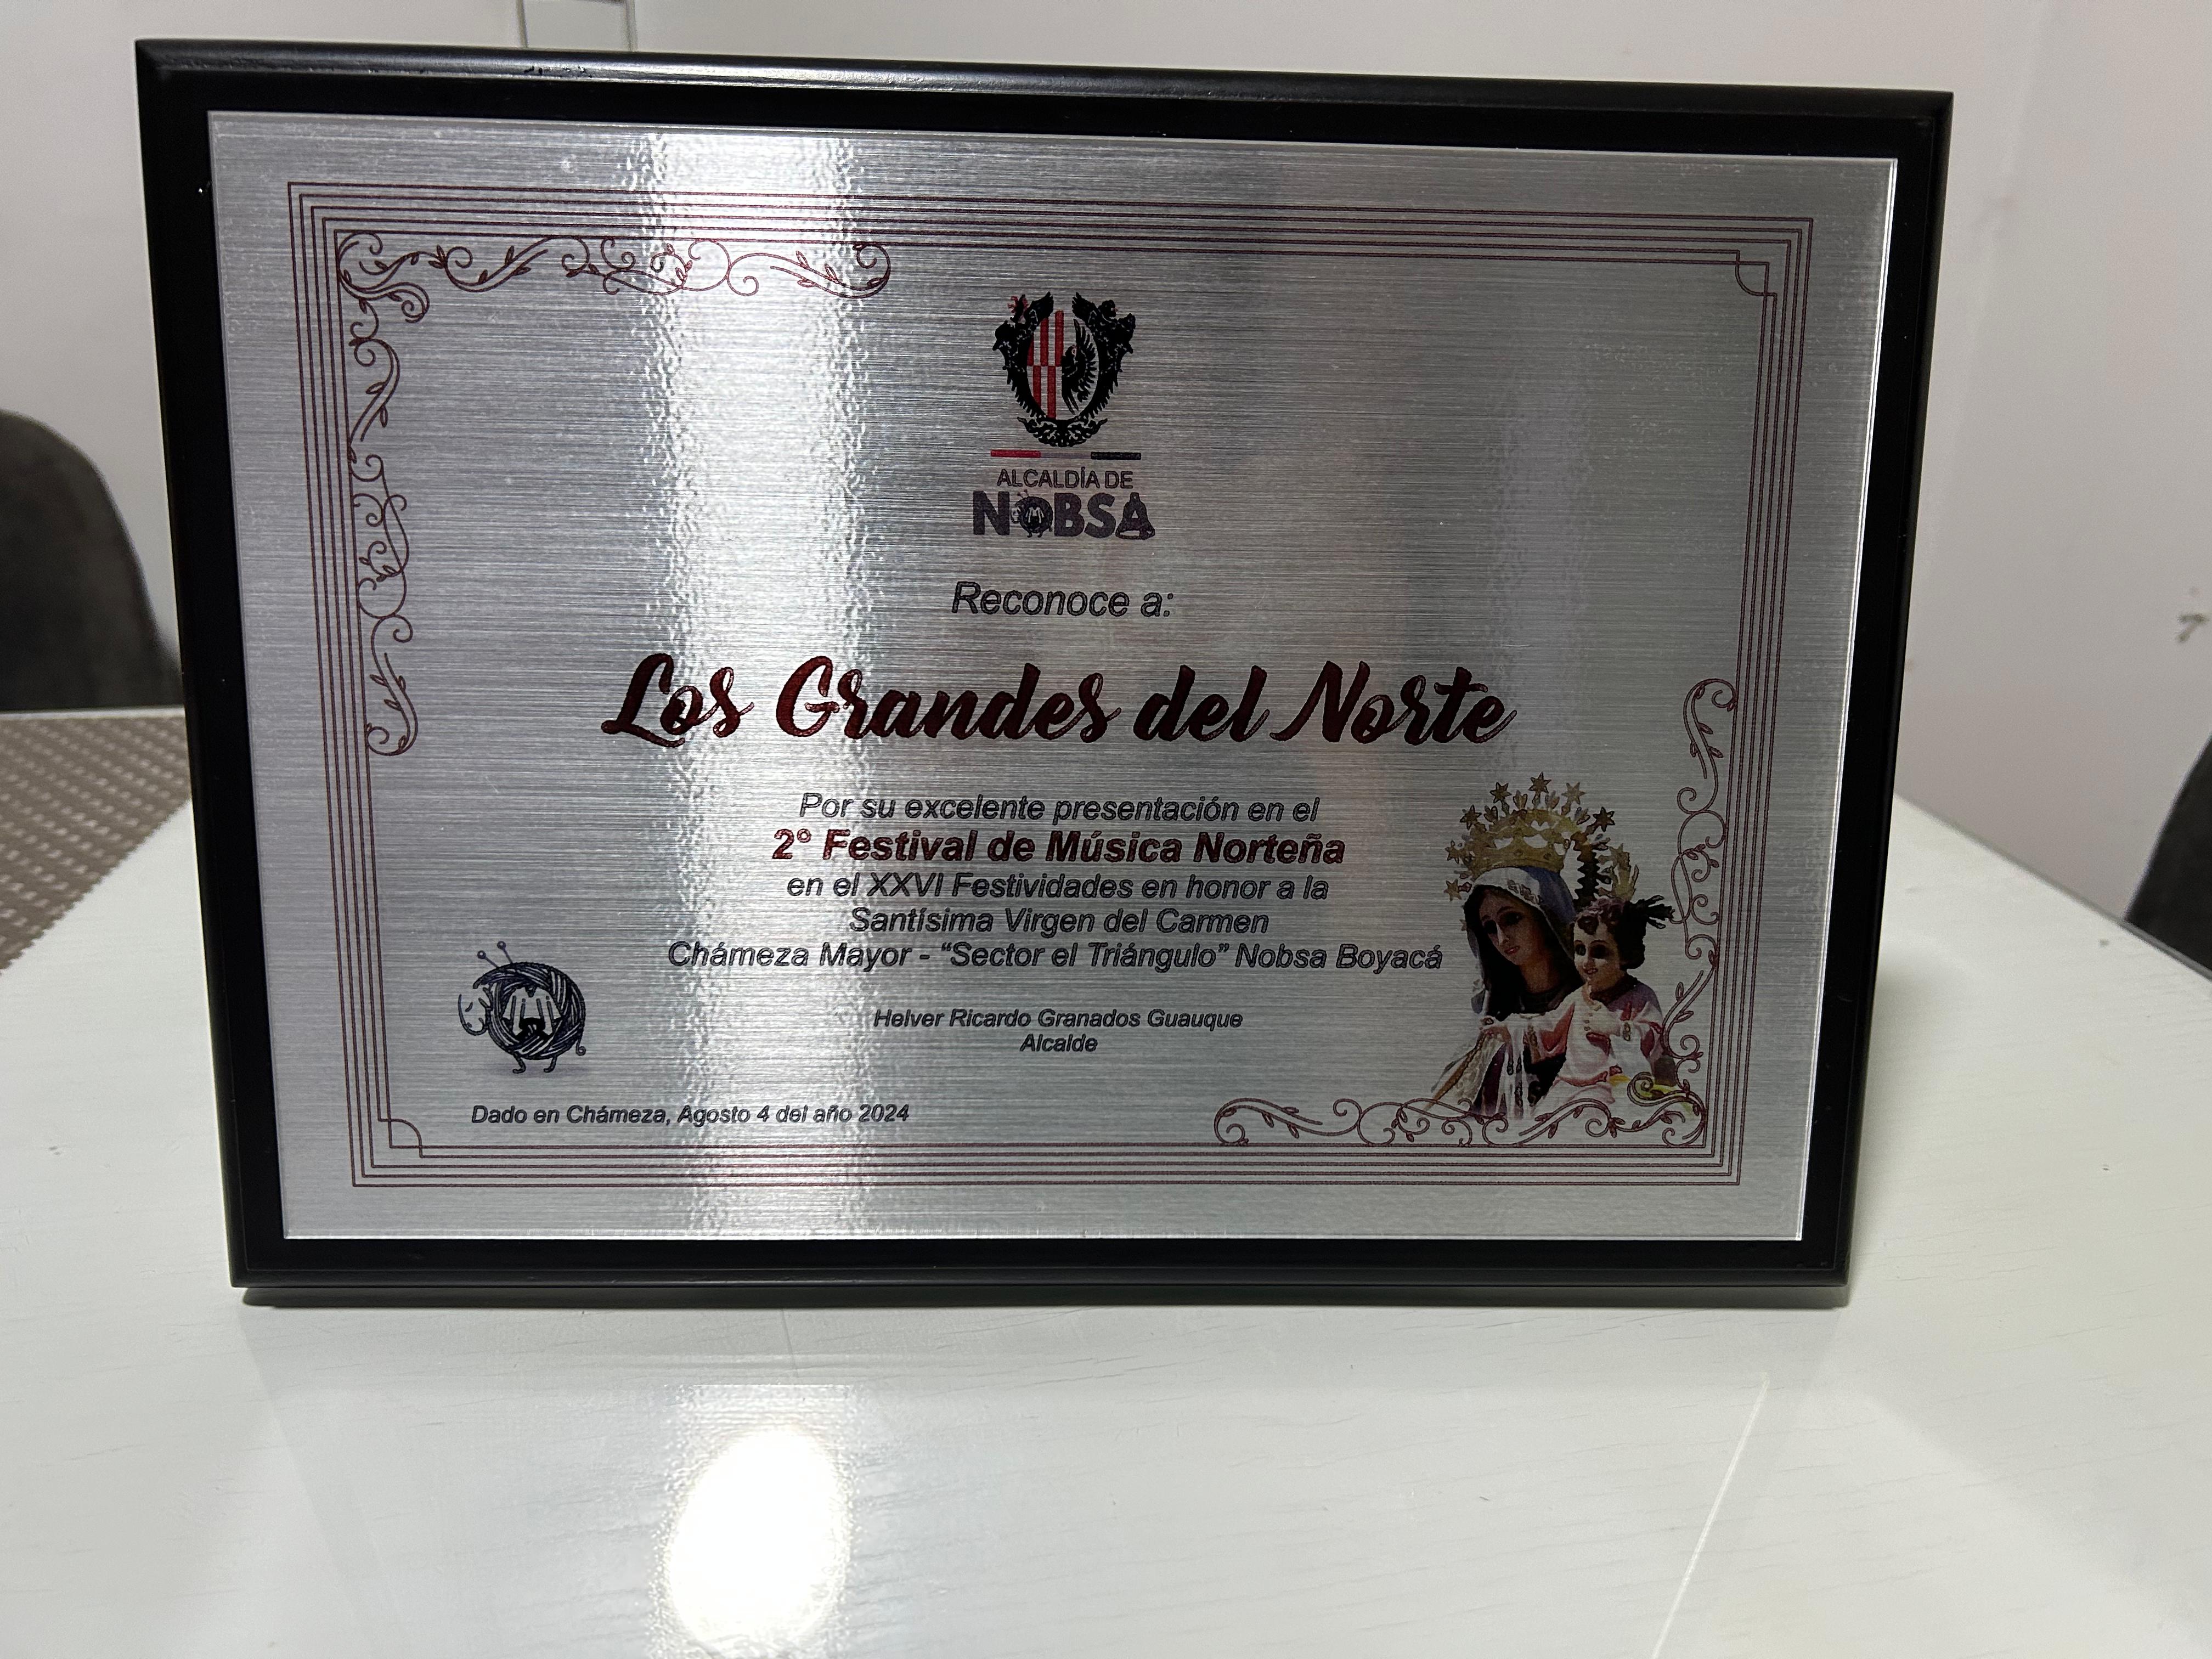 ALCALDÍA DE
NOBSA
Reconoce a:
Los Grandes del Norte
Por su excelente presentación en el
2° Festival de Música Norteña
en el XXVI Festividades en honor a la
Santísima Virgen del Carmen
Chámeza Mayor - “Sector el Triángulo” Nobsa Boyacá
Helver Ricardo Granados Guauque
Alcalde
Dado en Chámeza, Agosto 4 del año 2024